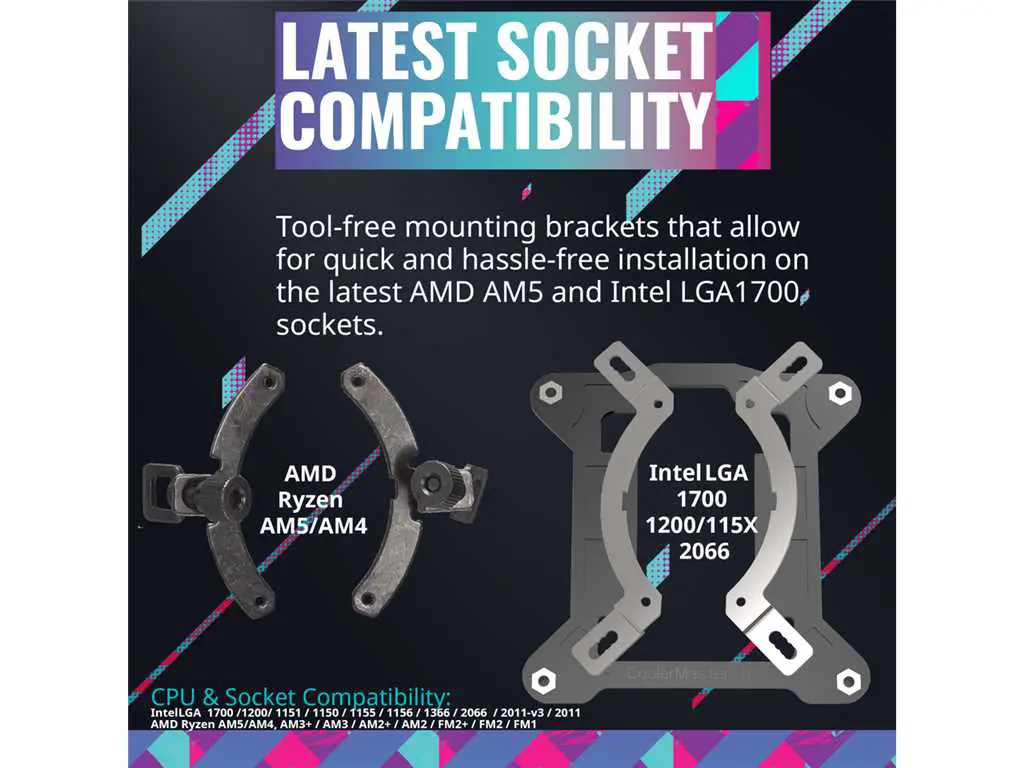 LATEST SOCKET
COMPATIBILITY
Tool-free mounting brackets that allow
for quick and hassle-free installation on
the latest AMD AM5 and Intel LGA1700
sockets.
AMD
Ryzen
AM5/AM4
Intel LGA
1700
1200/115X
2066
CoolerMaster
CPU & Socket Compatibility:
IntelLGA 1700 /1200/ 1151 / 1150 / 1155 / 1156 / 1366 / 2066 / 2011-v3 / 2011
AMD Ryzen AM5/AM4, AM3+ / AM3 / AM2+ / AM2 / FM2+ / FM2 / FM1